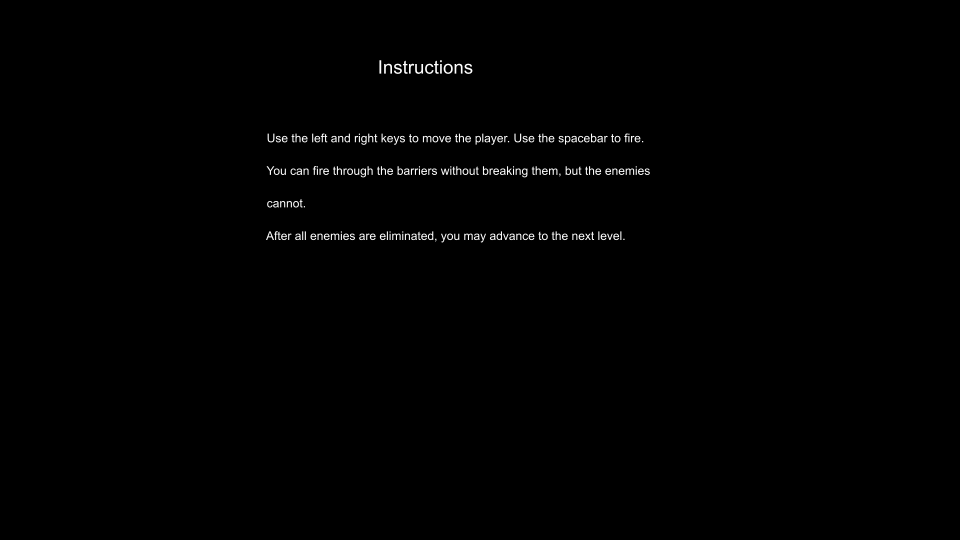 Instructions
Use the left and right keys to move the player. Use the spacebar to fire.
You can fire through the barriers without breaking them, but the enemies
cannot.
After all enemies are eliminated, you may advance to the next level.